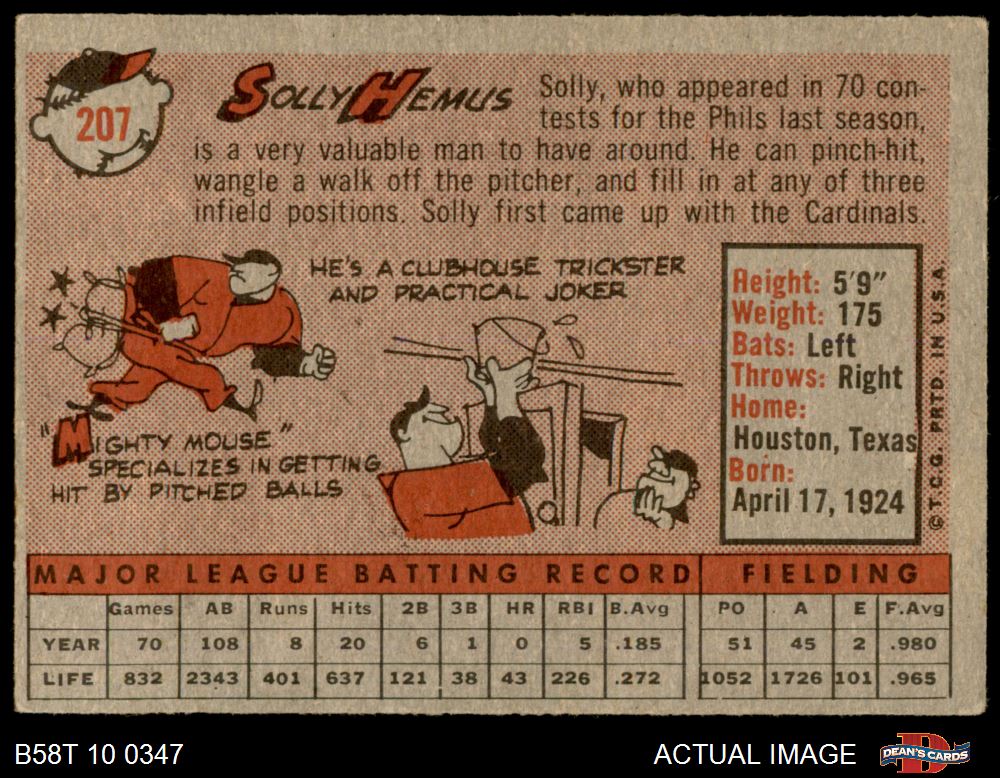 207
SOLLY HEMUS
Solly, who appeared in 70 con-
tests for the Phils last season,
is a very valuable man to have around. He can pinch-hit,
wangle a walk off the pitcher, and fill in at any of three
infield positions. Solly first came up with the Cardinals.
HE'S A CLUBHOUSE TRICKSTER
AND PRACTICAL JOKER
"MIGHTY MOUSE"
SPECIALIZES IN GETTING
HIT BY PITCHED BALLS
Height: 5'9"
Weight: 175
Bats: Left
Throws: Right
Home:
Houston, Texas
Born:
April 17, 1924
©T.C.G. PRTD. IN U.S.A.
MAJOR LEAGUE BATTING RECORD FIELDING
Games AB Runs Hits 2B 3B HR RBI B.Avg PO A E F.Avg
YEAR 70 108 8 20 6 1 0 5 .185 51 45 2 .980
LIFE 832 2343 401 637 121 38 43 226 .272 1052 1726 101 .965
B58T 10 0347 ACTUAL IMAGE DEAN'S CARDS